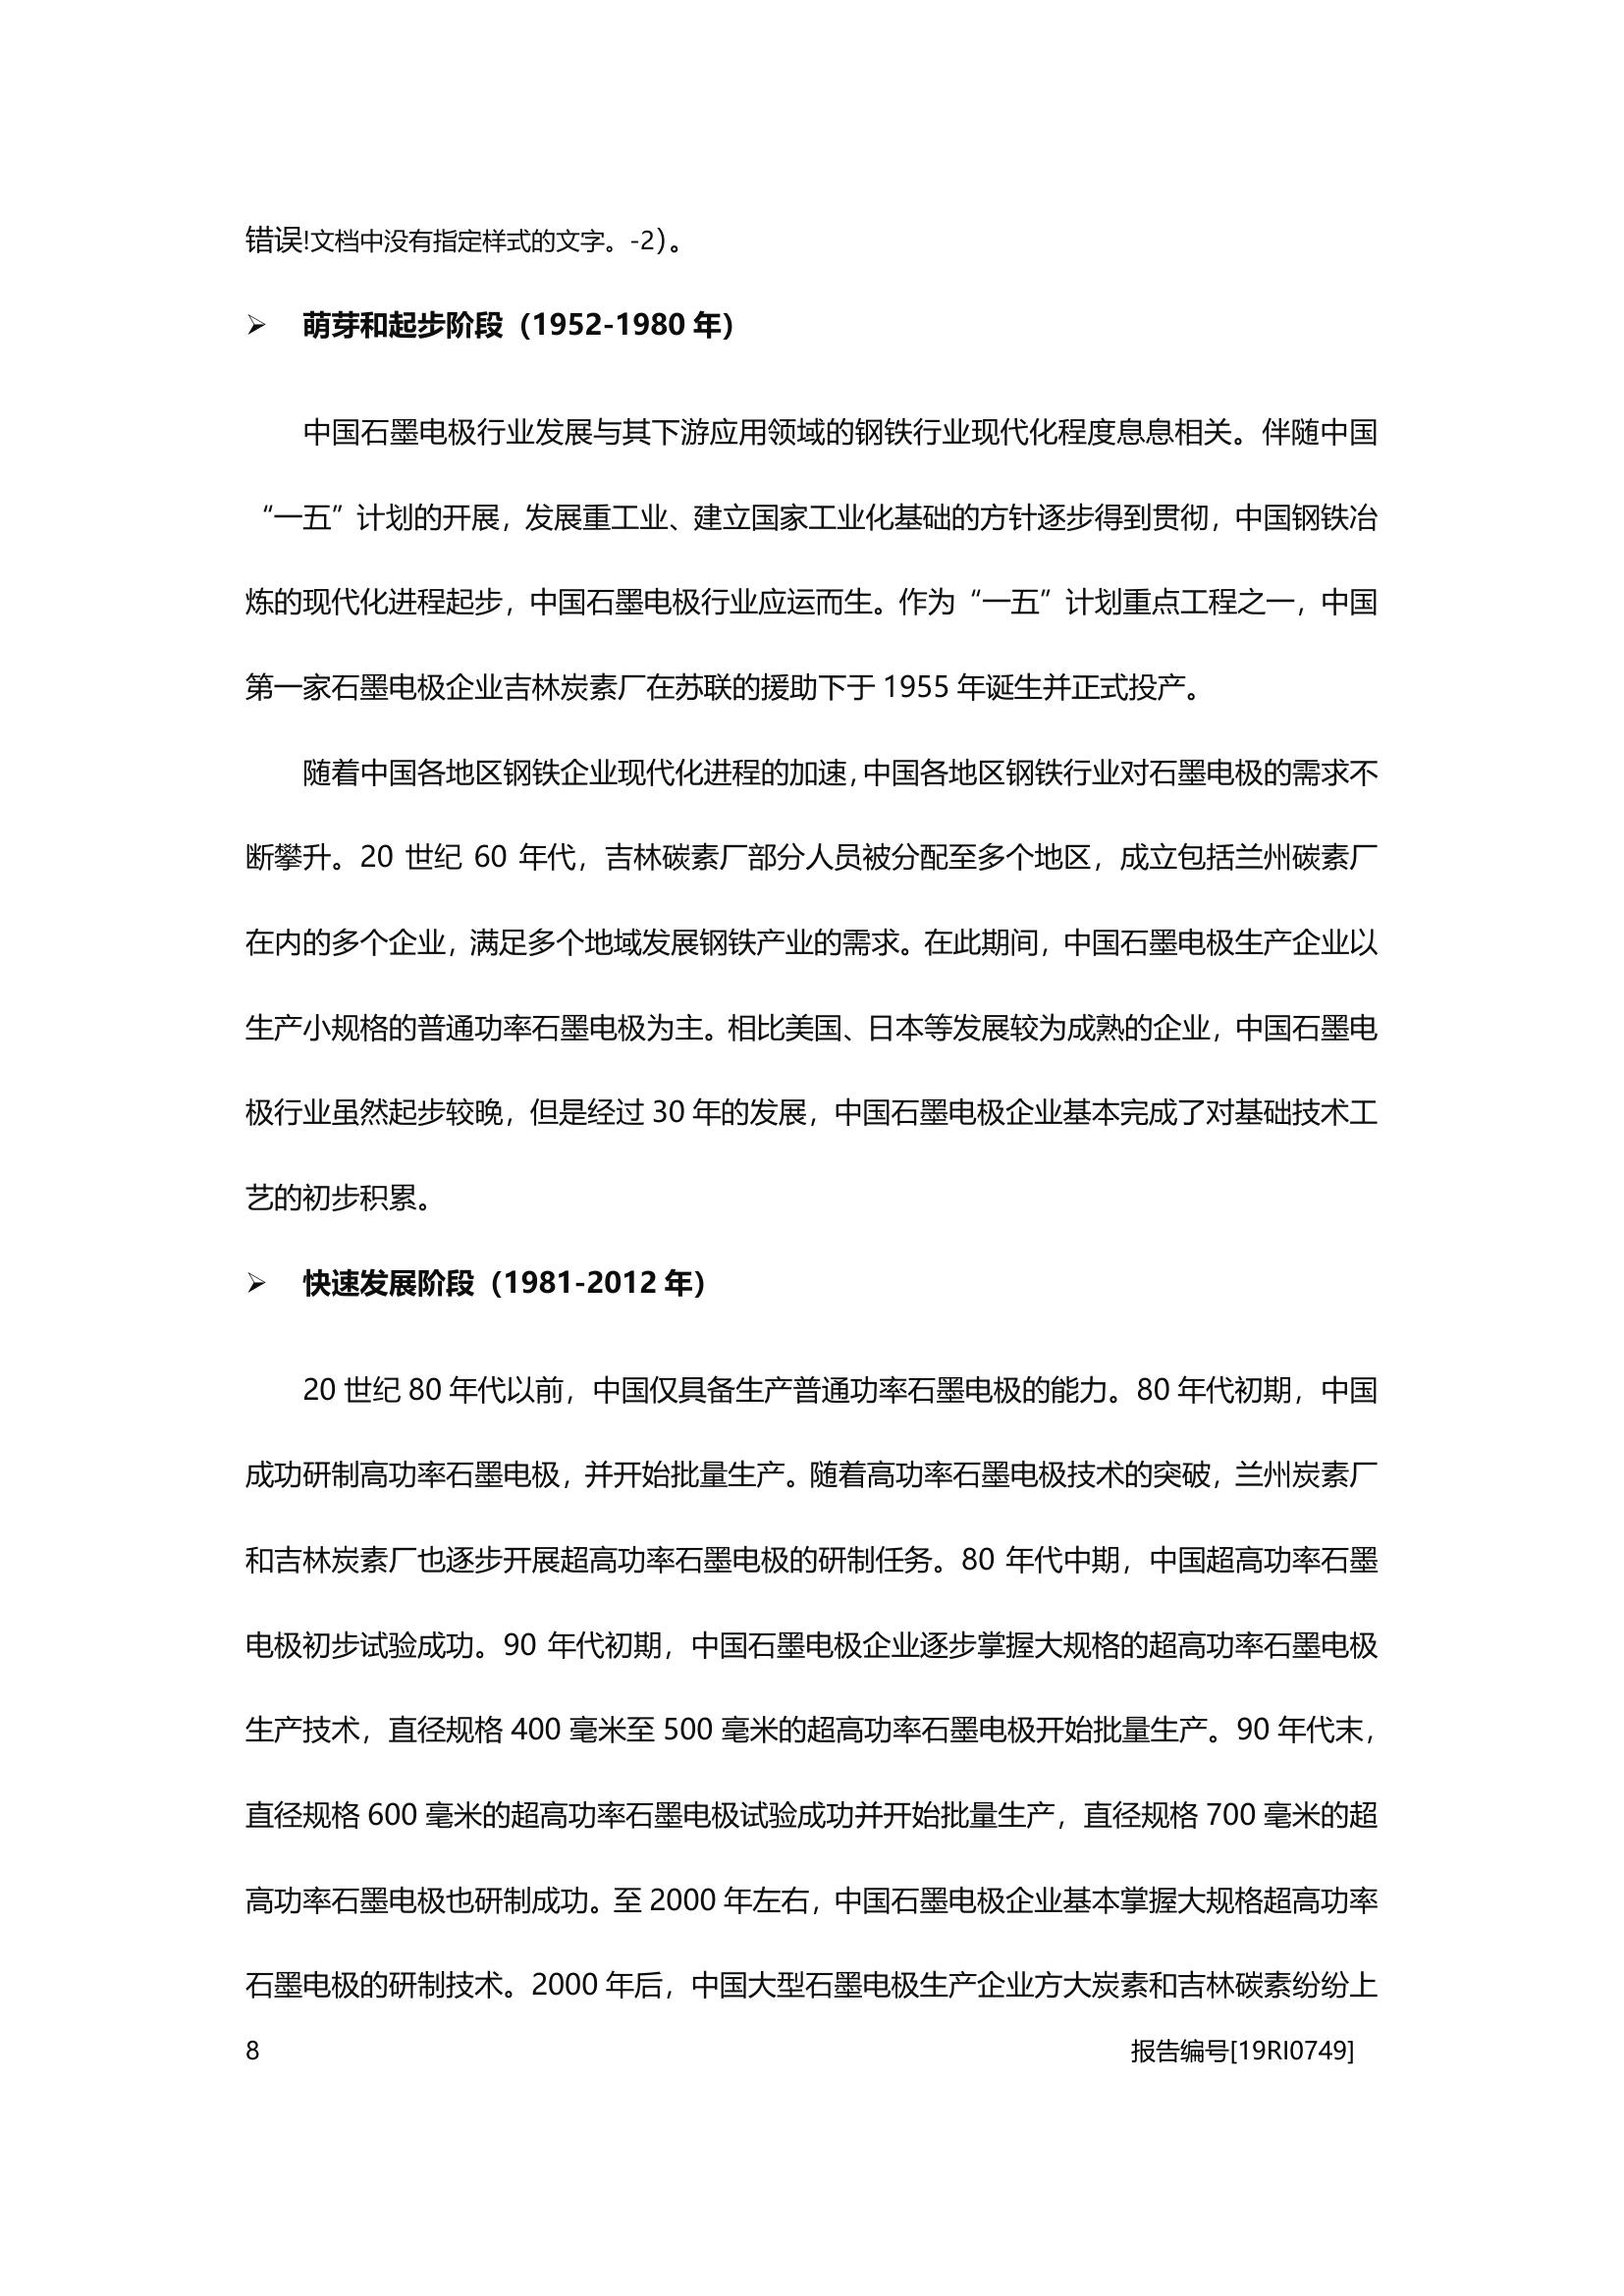 错误!文档中没有指定样式的文字。-2）。
➢ 萌芽和起步阶段（1952-1980 年）
中国石墨电极行业发展与其下游应用领域的钢铁行业现代化程度息息相关。伴随中国
“一五”计划的开展，发展重工业、建立国家工业化基础的方针逐步得到贯彻，中国钢铁冶
炼的现代化进程起步，中国石墨电极行业应运而生。作为“一五”计划重点工程之一，中国
第一家石墨电极企业吉林炭素厂在苏联的援助下于 1955 年诞生并正式投产。
随着中国各地区钢铁企业现代化进程的加速，中国各地区钢铁行业对石墨电极的需求不
断攀升。20 世纪 60 年代，吉林碳素厂部分人员被分配至多个地区，成立包括兰州碳素厂
在内的多个企业，满足多个地域发展钢铁产业的需求。在此期间，中国石墨电极生产企业以
生产小规格的普通功率石墨电极为主。相比美国、日本等发展较为成熟的企业，中国石墨电
极行业虽然起步较晚，但是经过 30 年的发展，中国石墨电极企业基本完成了对基础技术工
艺的初步积累。
➢ 快速发展阶段（1981-2012 年）
20 世纪 80 年代以前，中国仅具备生产普通功率石墨电极的能力。80 年代初期，中国
成功研制高功率石墨电极，并开始批量生产。随着高功率石墨电极技术的突破，兰州炭素厂
和吉林炭素厂也逐步开展超高功率石墨电极的研制任务。80 年代中期，中国超高功率石墨
电极初步试验成功。90 年代初期，中国石墨电极企业逐步掌握大规格的超高功率石墨电极
生产技术，直径规格 400 毫米至 500 毫米的超高功率石墨电极开始批量生产。90 年代末，
直径规格 600 毫米的超高功率石墨电极试验成功并开始批量生产，直径规格 700 毫米的超
高功率石墨电极也研制成功。至 2000 年左右，中国石墨电极企业基本掌握大规格超高功率
石墨电极的研制技术。2000 年后，中国大型石墨电极生产企业方大炭素和吉林碳素纷纷上
8 报告编号[19RI0749]